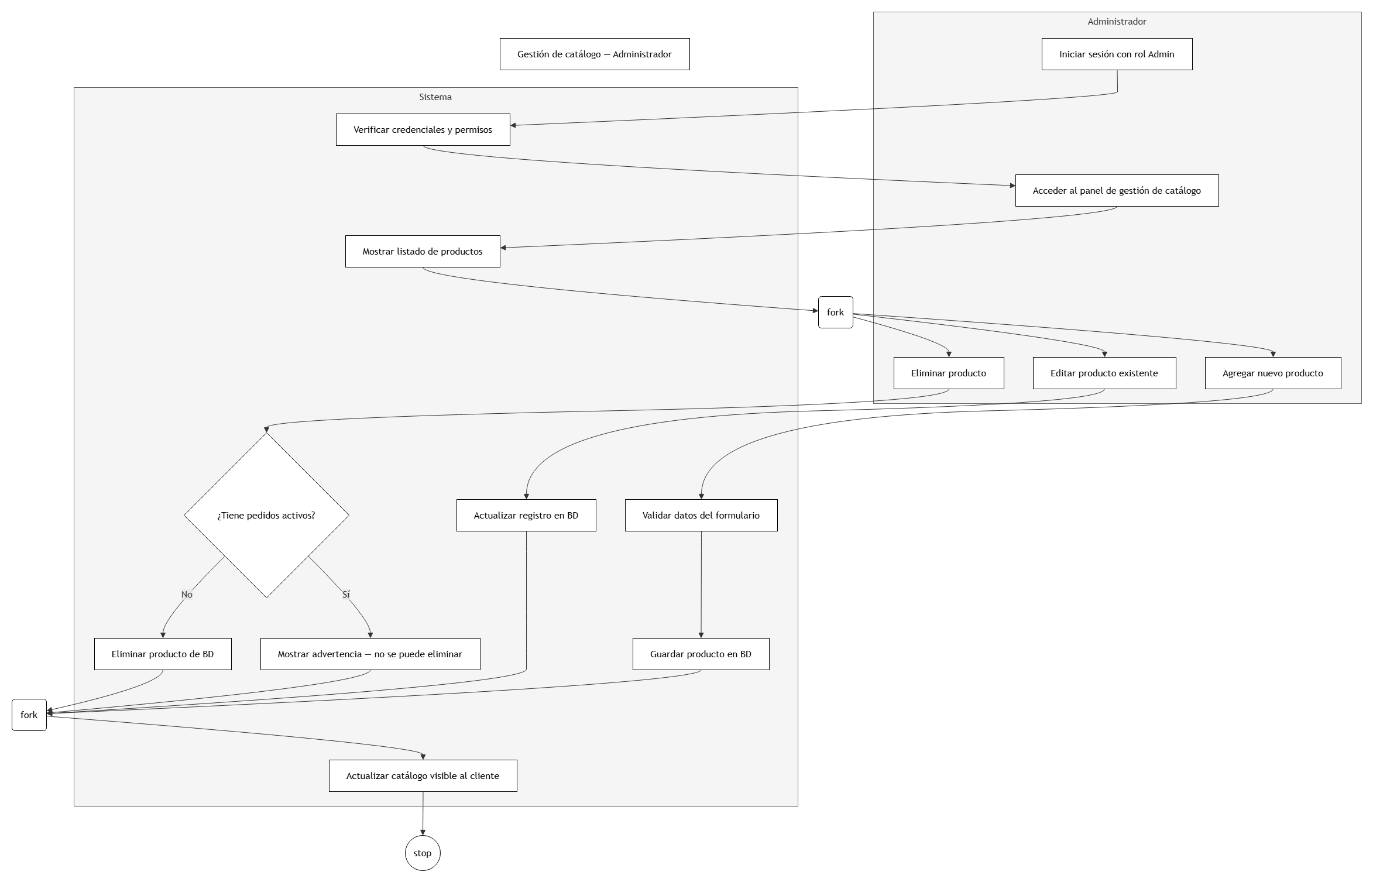 Administrador
Gestión de catálogo — Administrador
Iniciar sesión con rol Admin
Sistema
Verificar credenciales y permisos
Acceder al panel de gestión de catálogo
Mostrar listado de productos
fork
Eliminar producto
Editar producto existente
Agregar nuevo producto
¿Tiene pedidos activos?
Actualizar registro en BD
Validar datos del formulario
No
Sí
Eliminar producto de BD
Mostrar advertencia — no se puede eliminar
Guardar producto en BD
fork
Actualizar catálogo visible al cliente
stop